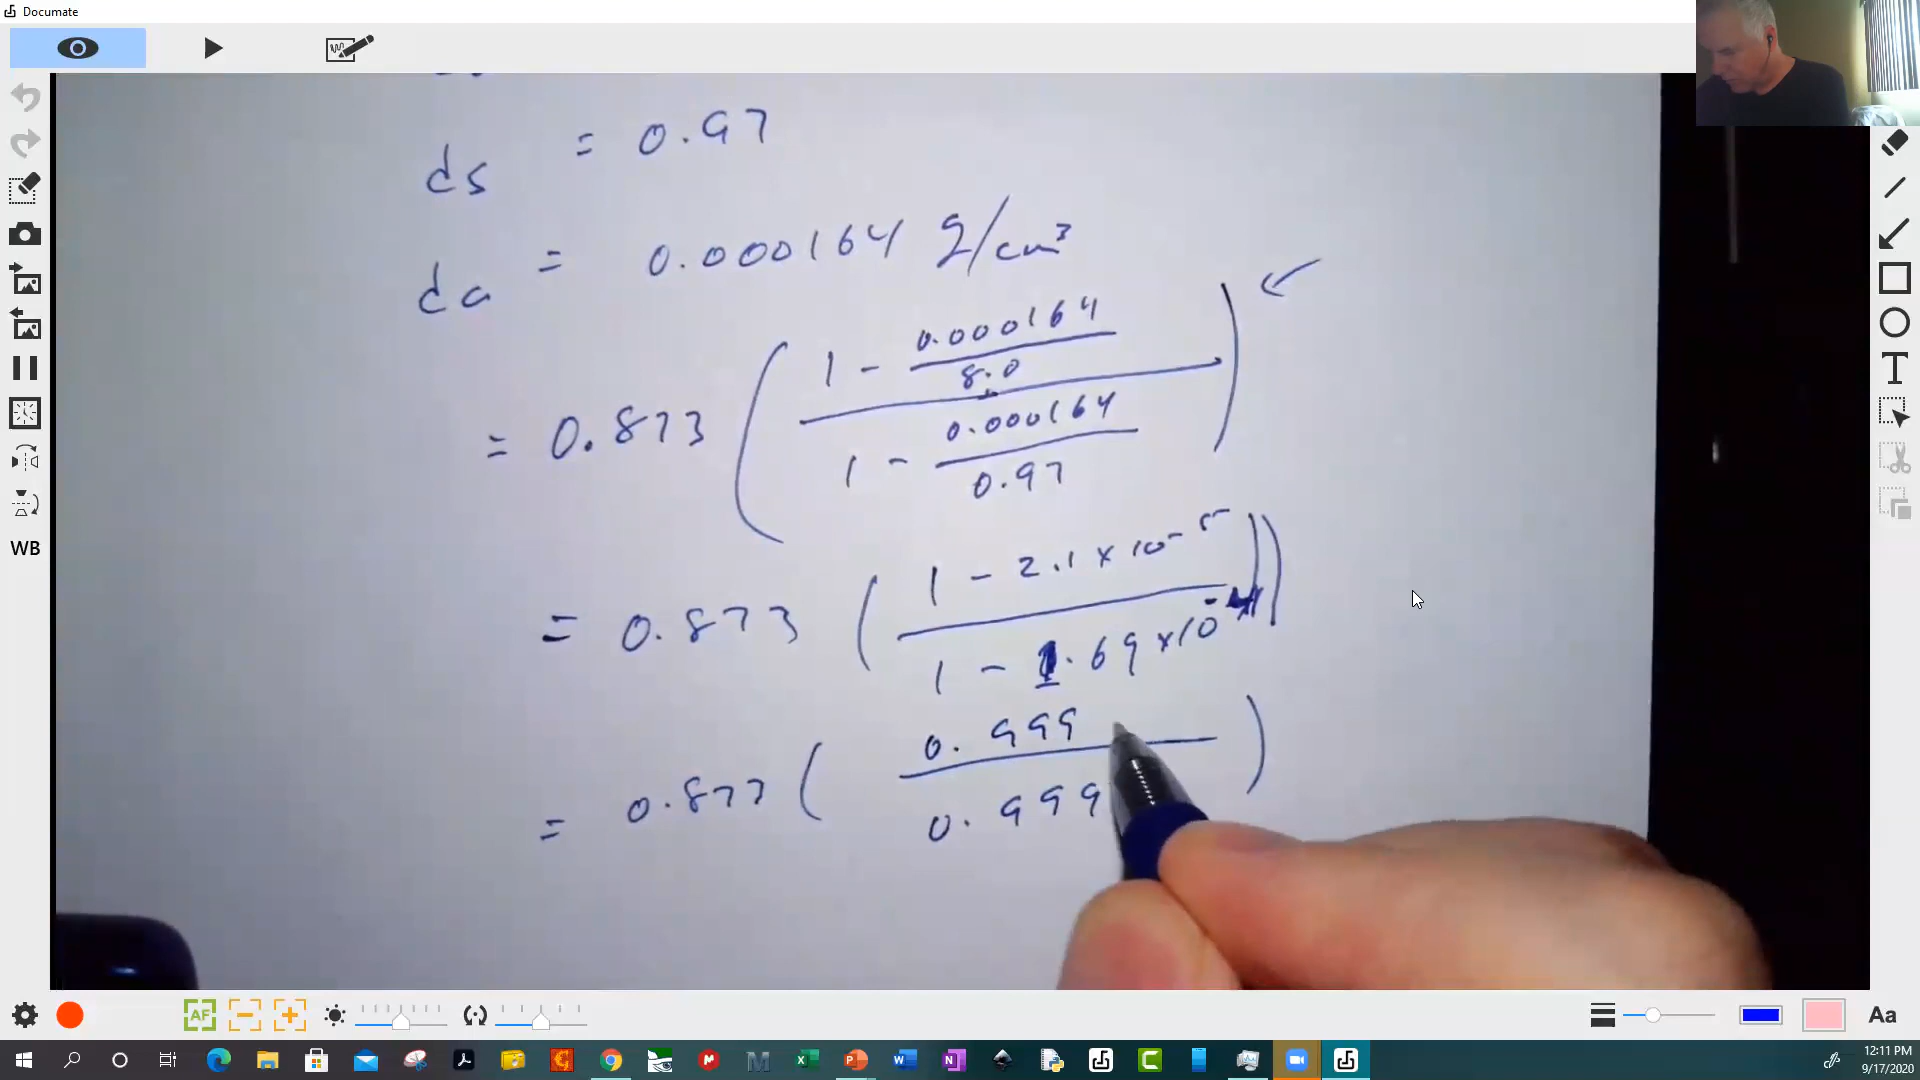 Documate
ds = 0.97
da = 0.000164 g/cm³
= 0.873 ( 1 - 0.000164/8.0 / 1 - 0.000164/0.97 ) ←
= 0.873 ( 1 - 2.1 x 10^-5 / 1 - 1.69 x 10^-4 )
= 0.873 ( 0.999 / 0.999 )
WB
T
AF
Aa
12:11 PM
9/17/2020